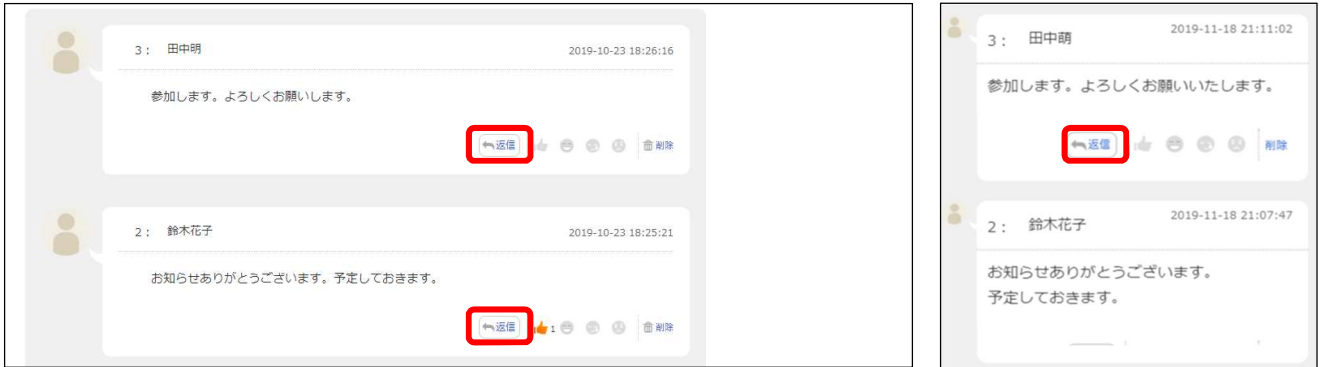 3： 田中明 2019-10-23 18:26:16
参加します。よろしくお願いします。
返信 削除
2： 鈴木花子 2019-10-23 18:25:21
お知らせありがとうございます。予定しておきます。
返信 1 削除
3： 田中萌 2019-11-18 21:11:02
参加します。よろしくお願いいたします。
返信 削除
2： 鈴木花子 2019-11-18 21:07:47
お知らせありがとうございます。
予定しておきます。